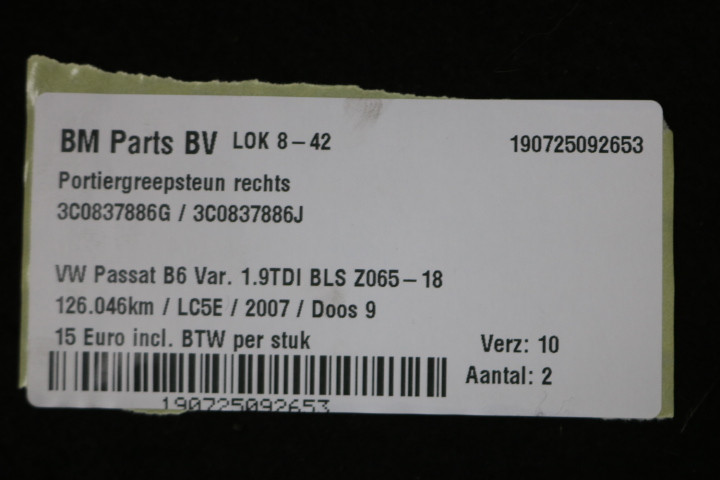 BM Parts BV LOK 8-42 190725092653
Portiergreepsteun rechts
3C0837886G / 3C0837886J
VW Passat B6 Var. 1.9TDI BLS Z065-18
126.046km / LC5E / 2007 / Doos 9
15 Euro incl. BTW per stuk Verz: 10
Aantal: 2
190725092653